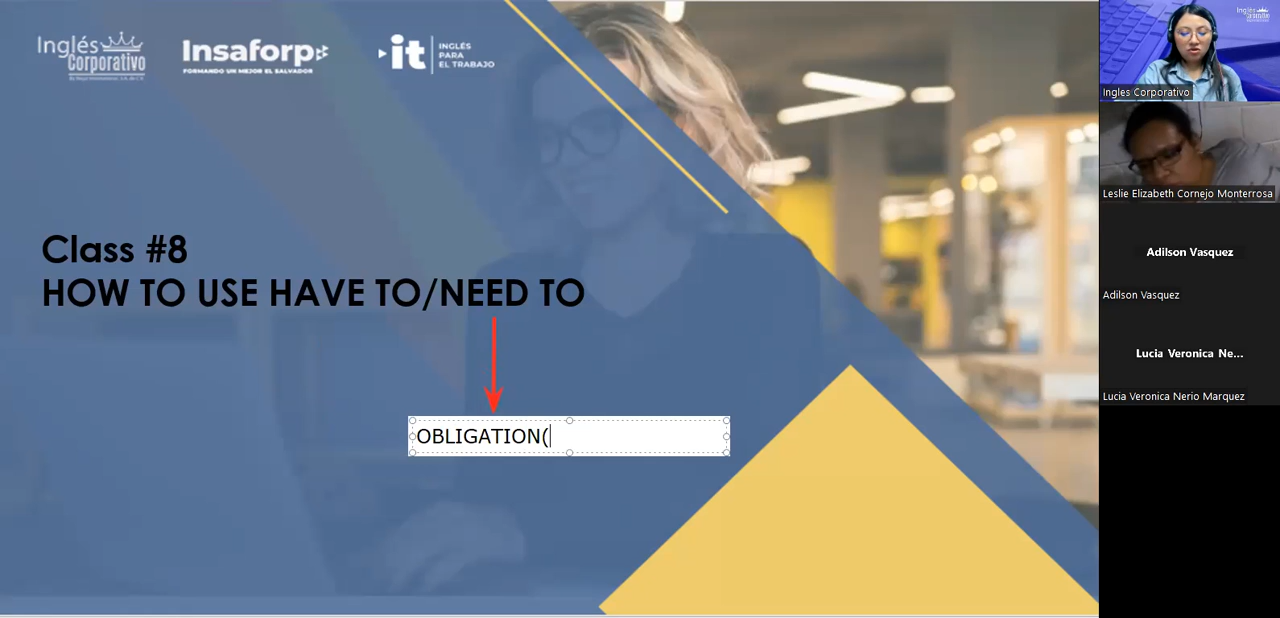 Inglés
Corporativo
Insaforp
FORMANDO UN MEJOR EL SALVADOR
it
INGLÉS
PARA
EL TRABAJO
Class #8
HOW TO USE HAVE TO/NEED TO
OBLIGATION(
Inglés
Corporativo
Ingles Corporativo
Leslie Elizabeth Cornejo Monterrosa
Adilson Vasquez
Adilson Vasquez
Lucia Veronica Ne...
Lucia Veronica Nerio Marquez